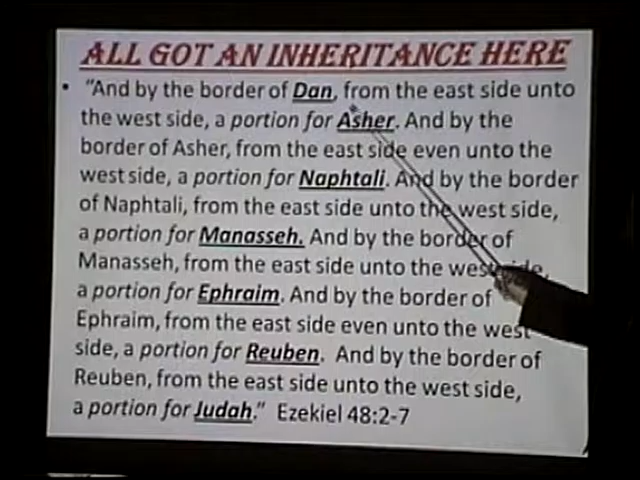 ALL GOT AN INHERITANCE HERE
• "And by the border of Dan, from the east side unto
the west side, a portion for Asher. And by the
border of Asher, from the east side even unto the
west side, a portion for Naphtali. And by the border
of Naphtali, from the east side unto the west side,
a portion for Manasseh. And by the border of
Manasseh, from the east side unto the west side,
a portion for Ephraim. And by the border of
Ephraim, from the east side even unto the west
side, a portion for Reuben. And by the border of
Reuben, from the east side unto the west side,
a portion for Judah." Ezekiel 48:2-7